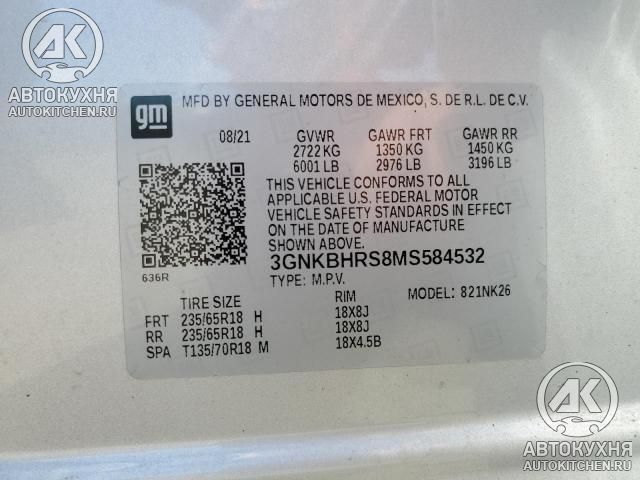 АВТОКУХНЯ
AUTOKITCHEN.RU
gm
MFD BY GENERAL MOTORS DE MEXICO, S. DE R.L. DE C.V.
08/21 GVWR GAWR FRT GAWR RR
2722 KG 1350 KG 1450 KG
6001 LB 2976 LB 3196 LB
THIS VEHICLE CONFORMS TO ALL
APPLICABLE U.S. FEDERAL MOTOR
VEHICLE SAFETY STANDARDS IN EFFECT
ON THE DATE OF MANUFACTURE
SHOWN ABOVE.
3GNKBHRS8MS584532
636R
TYPE: M.P.V.
TIRE SIZE RIM MODEL: 821NK26
FRT 235/65R18 H 18X8J
RR 235/65R18 H 18X8J
SPA T135/70R18 M 18X4.5B
АК
АВТОКУХНЯ
AUTOKITCHEN.RU